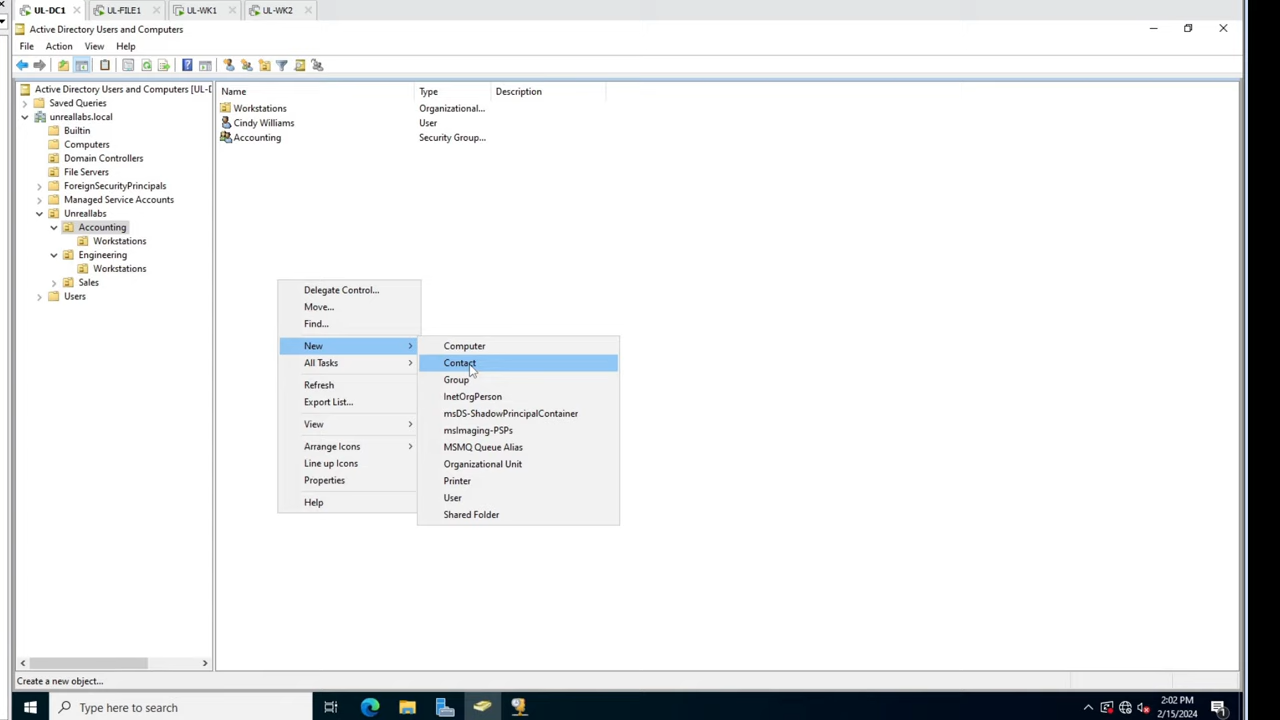 UL-DC1
UL-FILE1
UL-WK1
UL-WK2
Active Directory Users and Computers
File Action View Help
Active Directory Users and Computers [UL-D
Saved Queries
unreallabs.local
Builtin
Computers
Domain Controllers
File Servers
ForeignSecurityPrincipals
Managed Service Accounts
Unreallabs
Accounting
Workstations
Engineering
Workstations
Sales
Users
Name Type Description
Workstations Organizational...
Cindy Williams User
Accounting Security Group...
Delegate Control...
Move...
Find...
New
All Tasks
Refresh
Export List...
View
Arrange Icons
Line up Icons
Properties
Help
Computer
Contact
Group
InetOrgPerson
msDS-ShadowPrincipalContainer
msImaging-PSPs
MSMQ Queue Alias
Organizational Unit
Printer
User
Shared Folder
Create a new object...
Type here to search
2:02 PM
2/15/2024
1